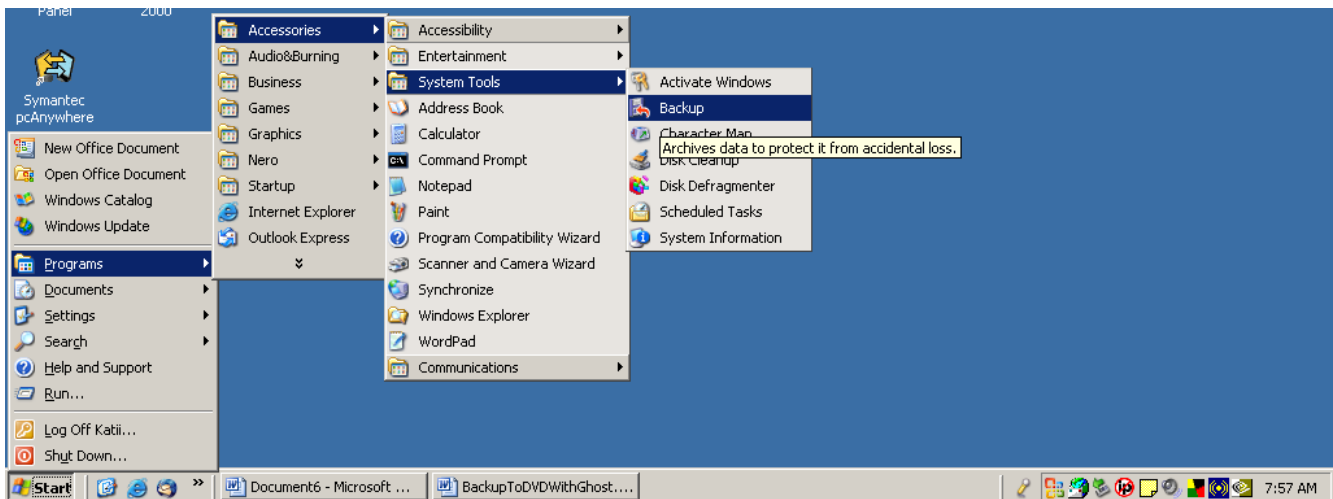 Panel
2000
Symantec
pcAnywhere
New Office Document
Open Office Document
Windows Catalog
Windows Update
Programs
Documents
Settings
Search
Help and Support
Run...
Log Off Katii...
Shut Down...
Accessories
Audio&Burning
Business
Games
Graphics
Nero
Startup
Internet Explorer
Outlook Express
Accessibility
Entertainment
System Tools
Address Book
Calculator
Command Prompt
Notepad
Paint
Program Compatibility Wizard
Scanner and Camera Wizard
Synchronize
Windows Explorer
WordPad
Communications
Activate Windows
Backup
Character Map
Archives data to protect it from accidental loss.
Disk Cleanup
Disk Defragmenter
Scheduled Tasks
System Information
Start
Document6 - Microsoft ...
BackupToDVDWithGhost....
7:57 AM